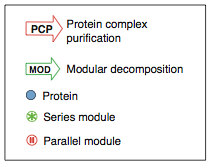 PCP Protein complex
purification
MOD Modular decomposition
Protein
Series module
Parallel module